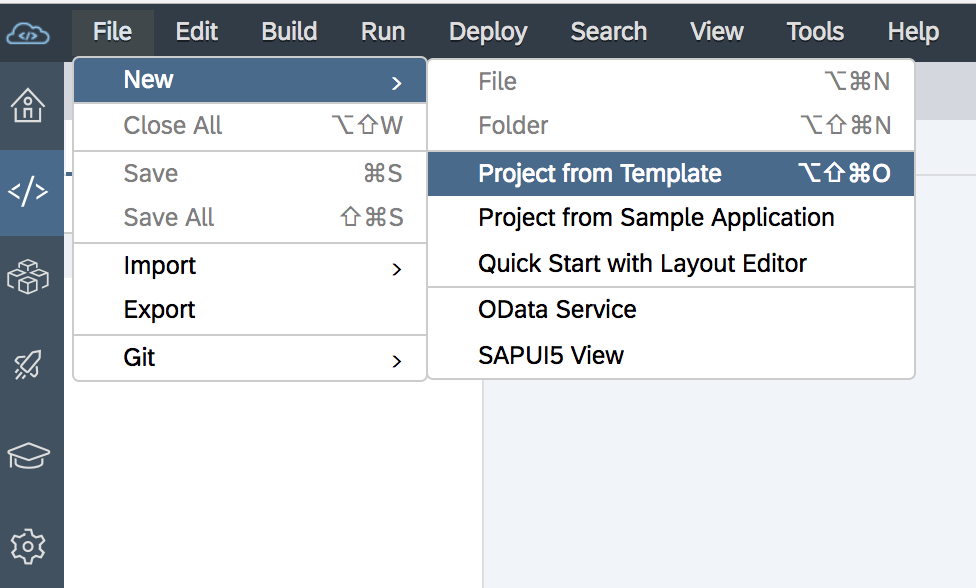 File Edit Build Run Deploy Search View Tools Help
New
Close All ⌥⇧W
Save ⌘S
Save All ⇧⌘S
Import
Export
Git
File ⌥⌘N
Folder ⌥⇧⌘N
Project from Template ⌥⇧⌘O
Project from Sample Application
Quick Start with Layout Editor
OData Service
SAPUI5 View